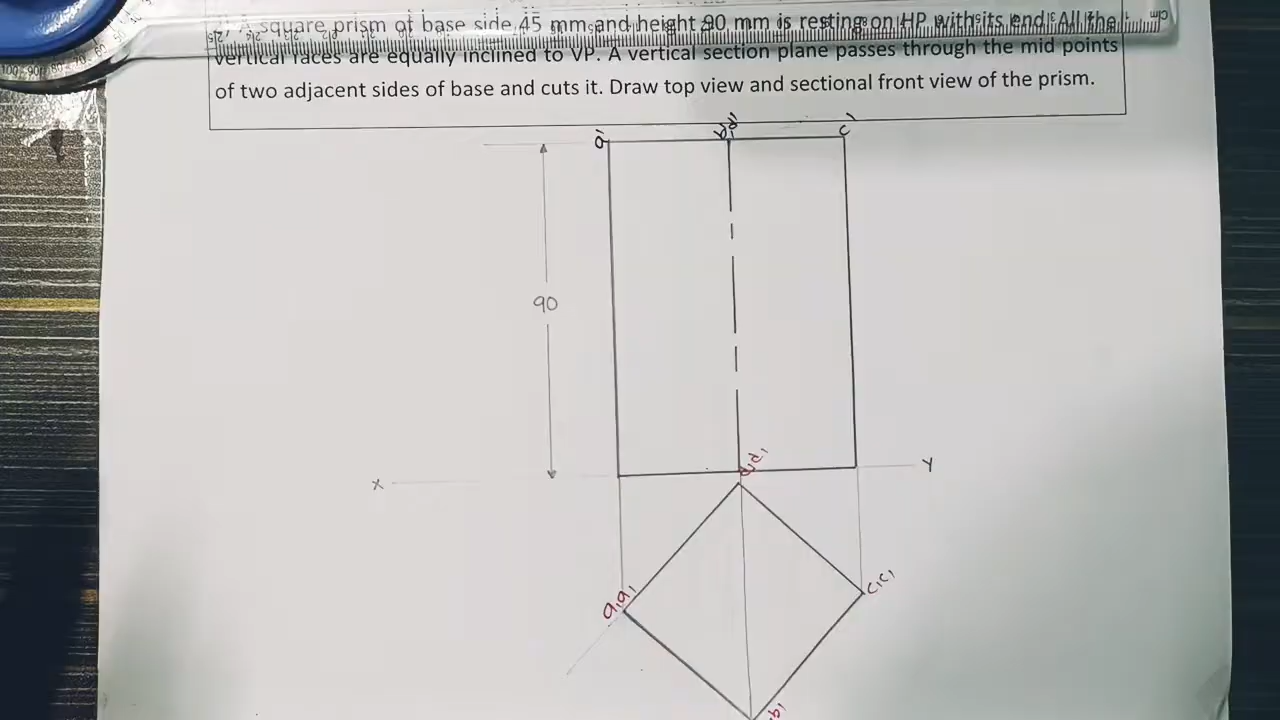 A square prism of base side 45 mm and height 90 mm is resting on HP with its end. All the
vertical faces are equally inclined to VP. A vertical section plane passes through the mid points
of two adjacent sides of base and cuts it. Draw top view and sectional front view of the prism.
a' b'd' c'
90
d,d1
X Y
a,a1 c,c1
b1